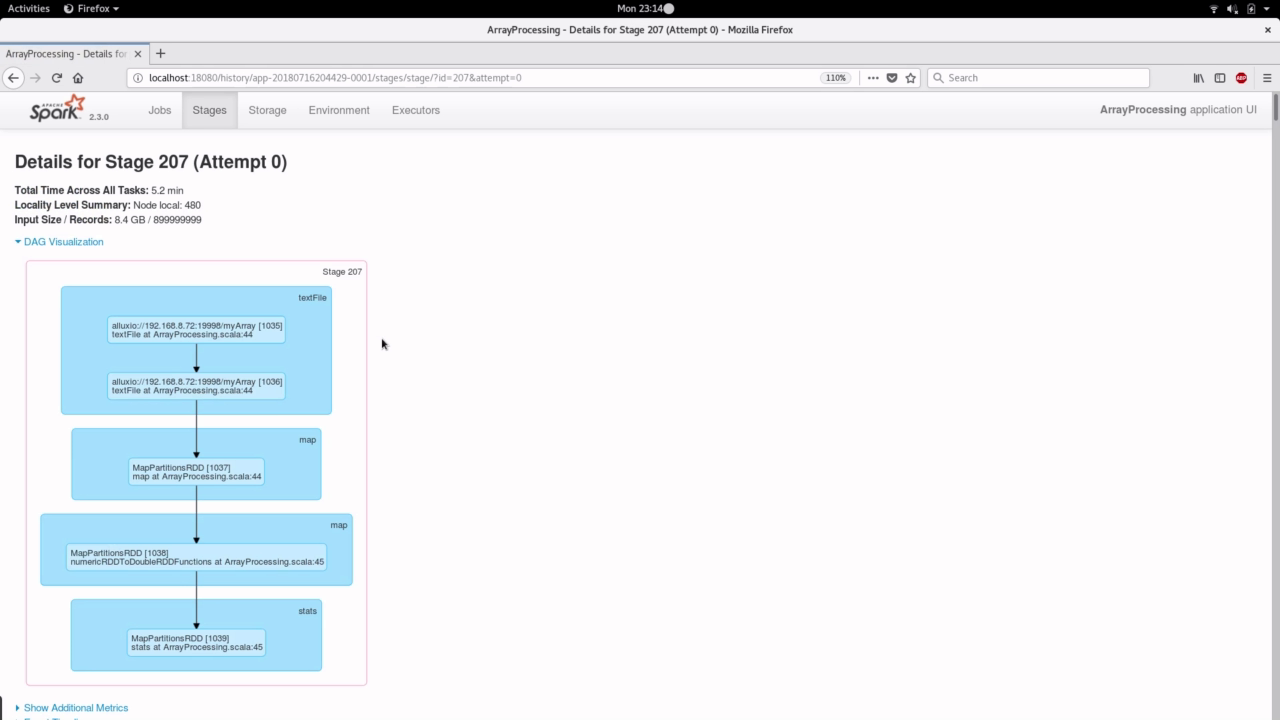 Activities Firefox Mon 23:14
ArrayProcessing - Details for Stage 207 (Attempt 0) - Mozilla Firefox
ArrayProcessing - Details for
localhost:18080/history/app-20180716204429-0001/stages/stage/?id=207&attempt=0 110% Search
APACHE Spark 2.3.0 Jobs Stages Storage Environment Executors ArrayProcessing application UI
Details for Stage 207 (Attempt 0)
Total Time Across All Tasks: 5.2 min
Locality Level Summary: Node local: 480
Input Size / Records: 8.4 GB / 899999999
DAG Visualization
Stage 207
textFile
alluxio://192.168.8.72:19998/myArray [1035]
textFile at ArrayProcessing.scala:44
alluxio://192.168.8.72:19998/myArray [1036]
textFile at ArrayProcessing.scala:44
map
MapPartitionsRDD [1037]
map at ArrayProcessing.scala:44
map
MapPartitionsRDD [1038]
numericRDDToDoubleRDDFunctions at ArrayProcessing.scala:45
stats
MapPartitionsRDD [1039]
stats at ArrayProcessing.scala:45
Show Additional Metrics